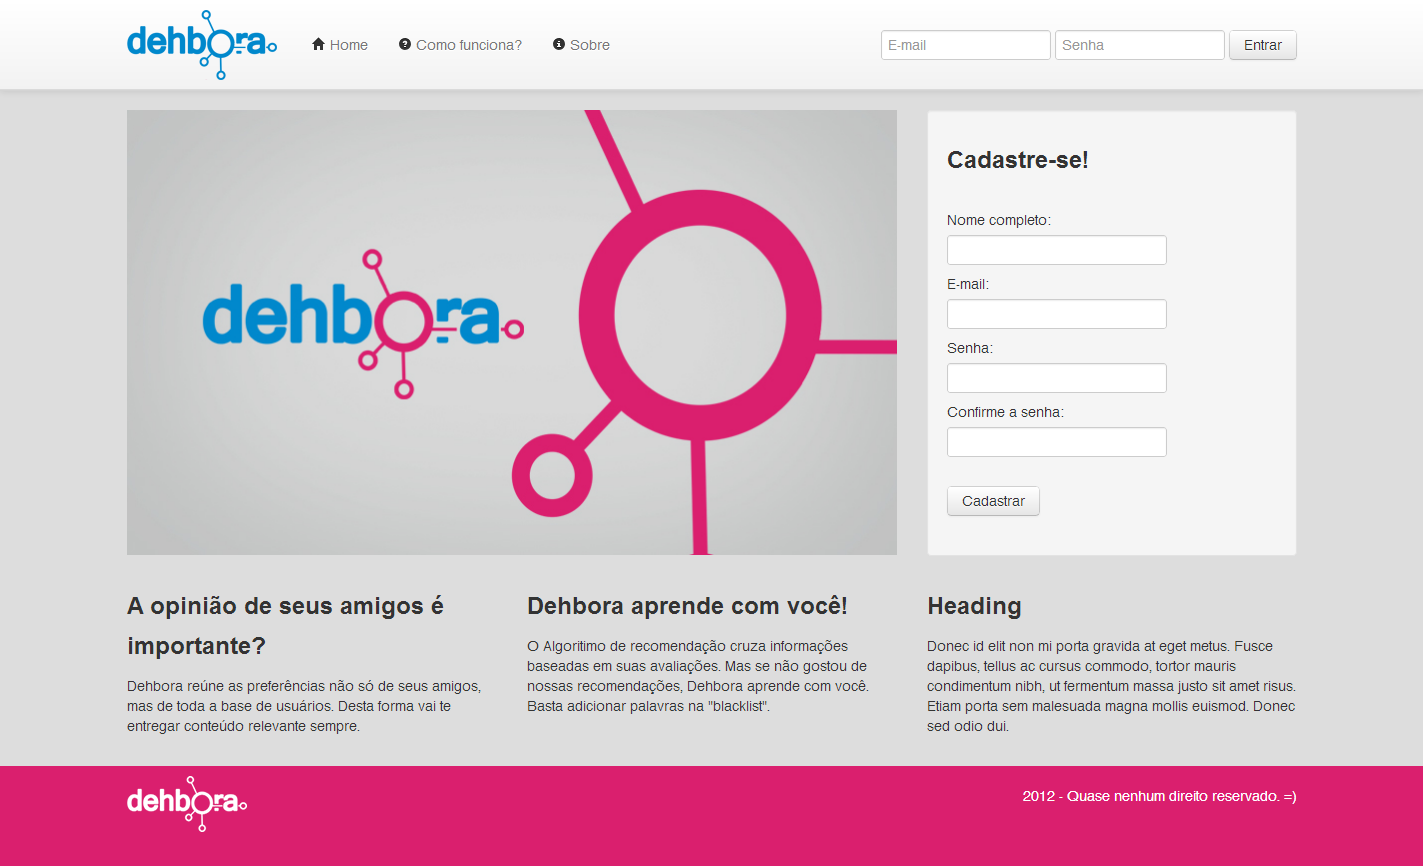 dehbora
Home
Como funciona?
Sobre
E-mail
Senha
Entrar
dehbora
Cadastre-se!
Nome completo:
E-mail:
Senha:
Confirme a senha:
Cadastrar
A opinião de seus amigos é
importante?
Dehbora reúne as preferências não só de seus amigos,
mas de toda a base de usuários. Desta forma vai te
entregar conteúdo relevante sempre.
Dehbora aprende com você!
O Algoritimo de recomendação cruza informações
baseadas em suas avaliações. Mas se não gostou de
nossas recomendações, Dehbora aprende com você.
Basta adicionar palavras na "blacklist".
Heading
Donec id elit non mi porta gravida at eget metus. Fusce
dapibus, tellus ac cursus commodo, tortor mauris
condimentum nibh, ut fermentum massa justo sit amet risus.
Etiam porta sem malesuada magna mollis euismod. Donec
sed odio dui.
dehbora
2012 - Quase nenhum direito reservado. =)